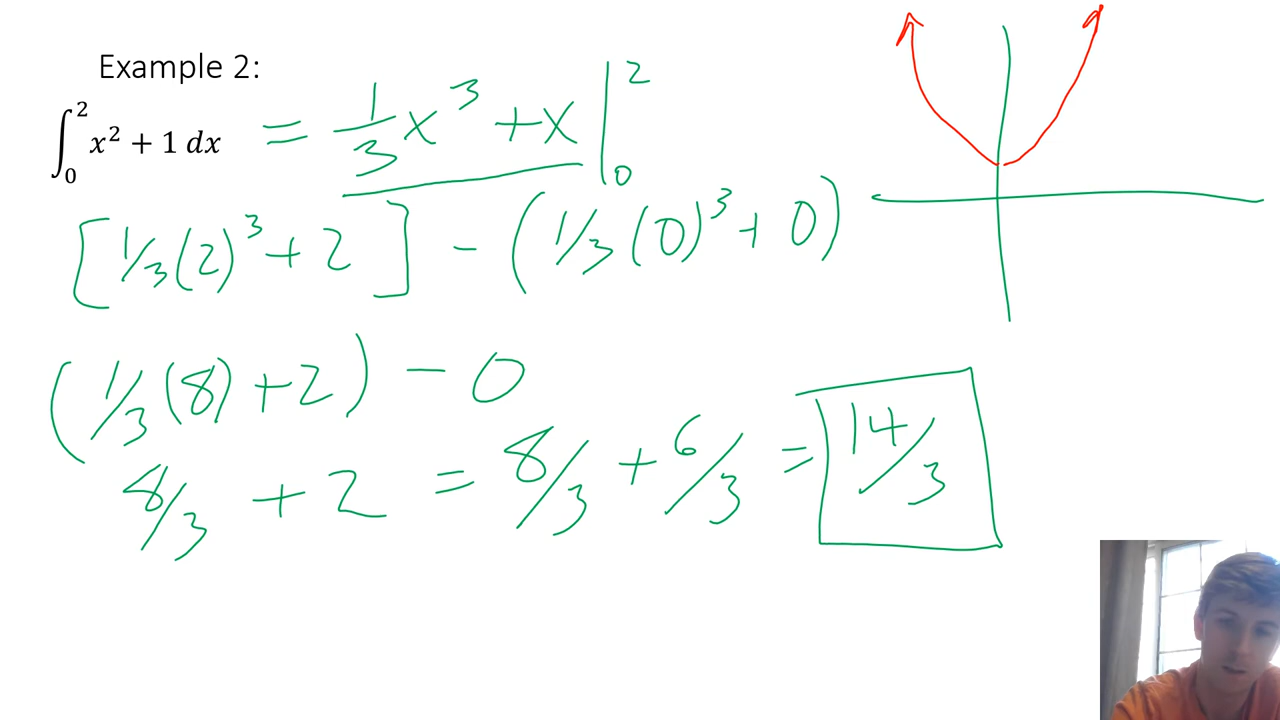 Example 2:
∫₀² x² + 1 dx = 1/3 x³ + x |₀²
[1/3(2)³ + 2] - (1/3(0)³ + 0)
(1/3(8) + 2) - 0
8/3 + 2 = 8/3 + 6/3 = 14/3